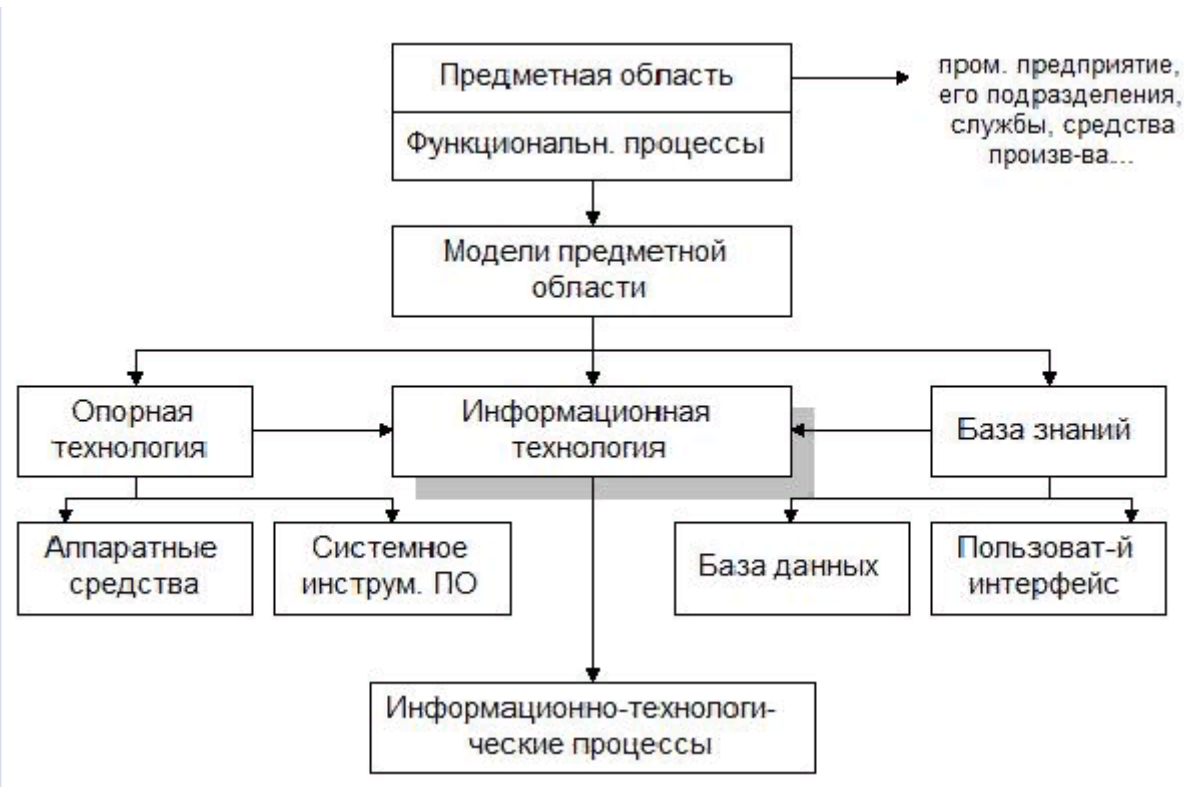 Предметная область
пром. предприятие,
его подразделения,
службы, средства
произв-ва...
Функциональн. процессы
Модели предметной
области
Опорная
технология
Информационная
технология
База знаний
Аппаратные
средства
Системное
инструм. ПО
База данных
Пользоват-й
интерфейс
Информационно-технологи-
ческие процессы